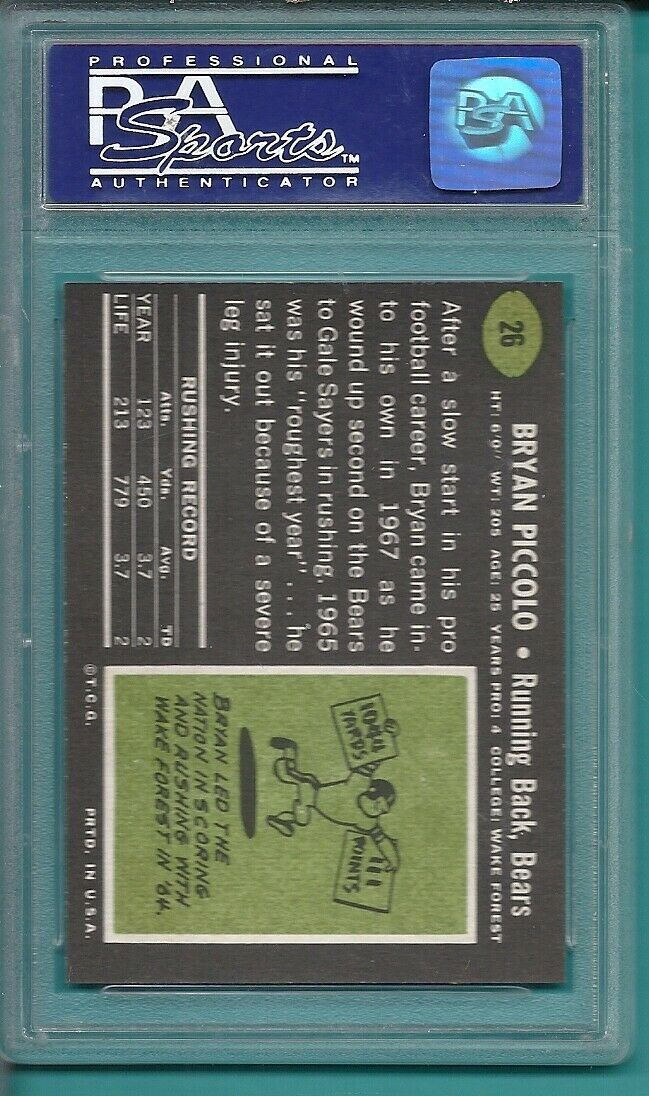 PROFESSIONAL
PSA
Sports™
AUTHENTICATOR
PSA
26
BRYAN PICCOLO • Running Back, Bears
HT: 6'0" WT: 205 AGE: 25 YEARS PRO: 4 COLLEGE: WAKE FOREST
After a slow start in his pro
football career, Bryan came in-
to his own in 1967 as he
wound up second on the Bears
to Gale Sayers in rushing. 1965
was his "roughest year"... he
sat it out because of a severe
leg injury.
RUSHING RECORD
Att. Yds. Avg. TD
YEAR 123 450 3.7 2
LIFE 213 779 3.7 2
1044
YARDS
111
POINTS
BRYAN LED THE
NATION IN SCORING
AND RUSHING WITH
WAKE FOREST IN '64.
©T.C.G. PRTD. IN U.S.A.